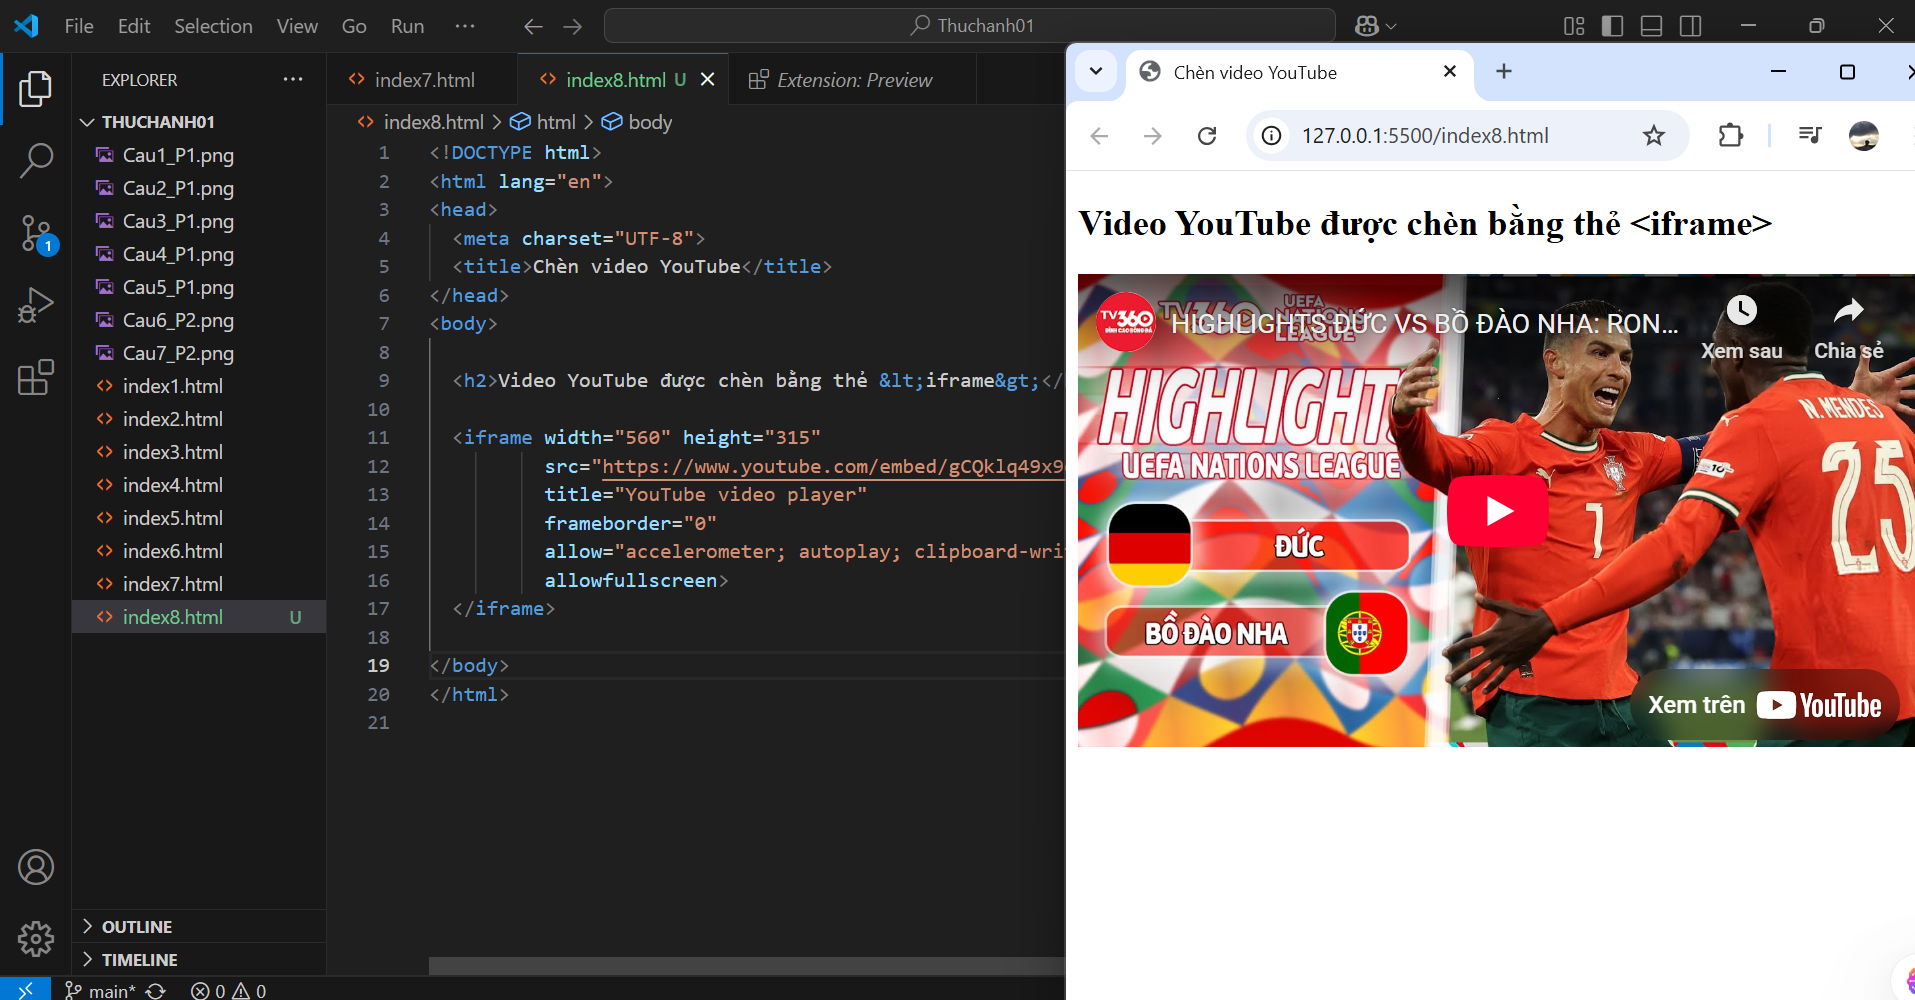 File Edit Selection View Go Run ··· Thuchanh01
EXPLORER ···
THUCHANH01
Cau1_P1.png
Cau2_P1.png
Cau3_P1.png
Cau4_P1.png
Cau5_P1.png
Cau6_P2.png
Cau7_P2.png
index1.html
index2.html
index3.html
index4.html
index5.html
index6.html
index7.html
index8.html U
OUTLINE
TIMELINE
1
main* 0 0
index7.html index8.html U Extension: Preview
index8.html > html > body
1 <!DOCTYPE html>
2 <html lang="en">
3 <head>
4 <meta charset="UTF-8">
5 <title>Chèn video YouTube</title>
6 </head>
7 <body>
8
9 <h2>Video YouTube được chèn bằng thẻ &lt;iframe&gt;</
10
11 <iframe width="560" height="315"
12 src="https://www.youtube.com/embed/gCQklq49x9
13 title="YouTube video player"
14 frameborder="0"
15 allow="accelerometer; autoplay; clipboard-wri
16 allowfullscreen>
17 </iframe>
18
19 </body>
20 </html>
21
Chèn video YouTube
127.0.0.1:5500/index8.html
Video YouTube được chèn bằng thẻ <iframe>
TV360
UEFA NATIONS LEAGUE
HIGHLIGHTS ĐỨC VS BỒ ĐÀO NHA: RON...
Xem sau Chia sẻ
HIGHLIGHTS
UEFA NATIONS LEAGUE
ĐỨC
BỒ ĐÀO NHA
N. MENDES
25
7
Xem trên YouTube